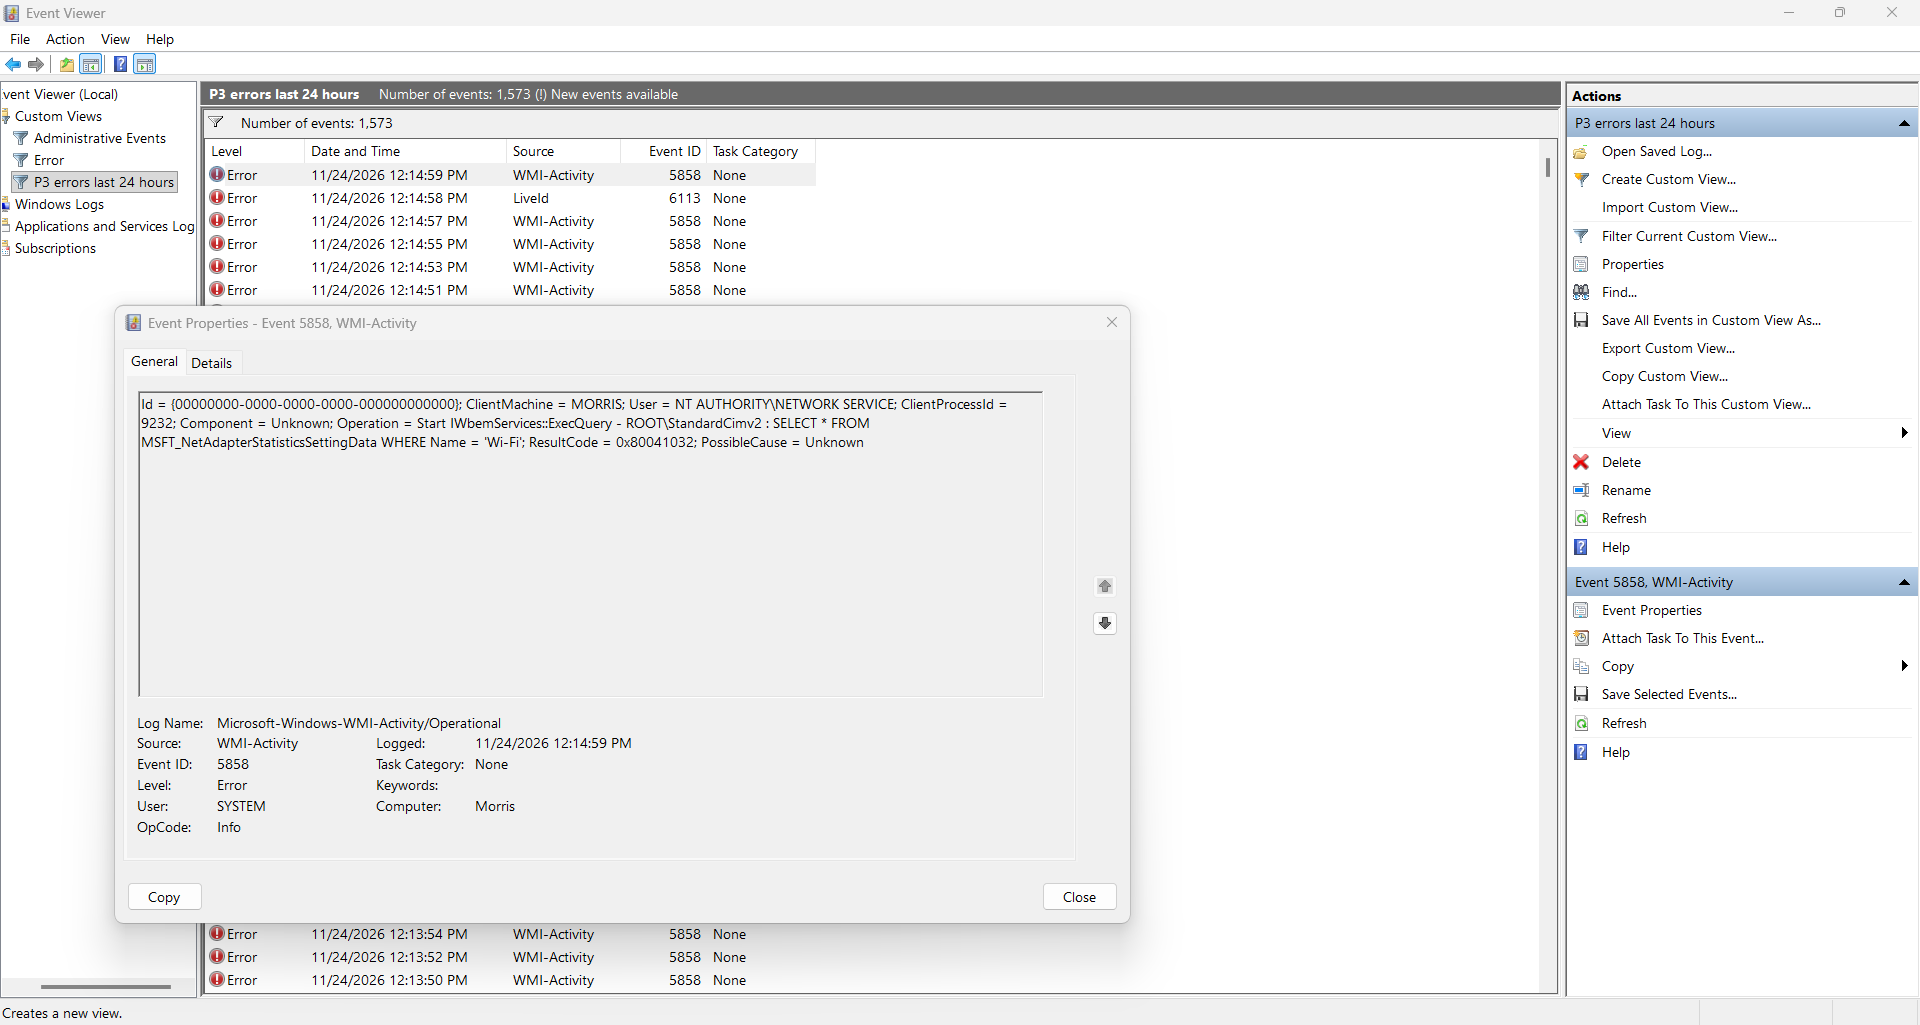 Event Viewer
File Action View Help
vent Viewer (Local)
Custom Views
Administrative Events
Error
P3 errors last 24 hours
Windows Logs
Applications and Services Log
Subscriptions
P3 errors last 24 hours Number of events: 1,573 (!) New events available
Number of events: 1,573
Level Date and Time Source Event ID Task Category
Error 11/24/2026 12:14:59 PM WMI-Activity 5858 None
Error 11/24/2026 12:14:58 PM LiveId 6113 None
Error 11/24/2026 12:14:57 PM WMI-Activity 5858 None
Error 11/24/2026 12:14:55 PM WMI-Activity 5858 None
Error 11/24/2026 12:14:53 PM WMI-Activity 5858 None
Error 11/24/2026 12:14:51 PM WMI-Activity 5858 None
Event Properties - Event 5858, WMI-Activity
General Details
Id = {00000000-0000-0000-0000-000000000000}; ClientMachine = MORRIS; User = NT AUTHORITY\NETWORK SERVICE; ClientProcessId =
9232; Component = Unknown; Operation = Start IWbemServices::ExecQuery - ROOT\StandardCimv2 : SELECT * FROM
MSFT_NetAdapterStatisticsSettingData WHERE Name = 'Wi-Fi'; ResultCode = 0x80041032; PossibleCause = Unknown
Log Name: Microsoft-Windows-WMI-Activity/Operational
Source: WMI-Activity Logged: 11/24/2026 12:14:59 PM
Event ID: 5858 Task Category: None
Level: Error Keywords:
User: SYSTEM Computer: Morris
OpCode: Info
Copy Close
Error 11/24/2026 12:13:54 PM WMI-Activity 5858 None
Error 11/24/2026 12:13:52 PM WMI-Activity 5858 None
Error 11/24/2026 12:13:50 PM WMI-Activity 5858 None
Actions
P3 errors last 24 hours
Open Saved Log...
Create Custom View...
Import Custom View...
Filter Current Custom View...
Properties
Find...
Save All Events in Custom View As...
Export Custom View...
Copy Custom View...
Attach Task To This Custom View...
View
Delete
Rename
Refresh
Help
Event 5858, WMI-Activity
Event Properties
Attach Task To This Event...
Copy
Save Selected Events...
Refresh
Help
Creates a new view.